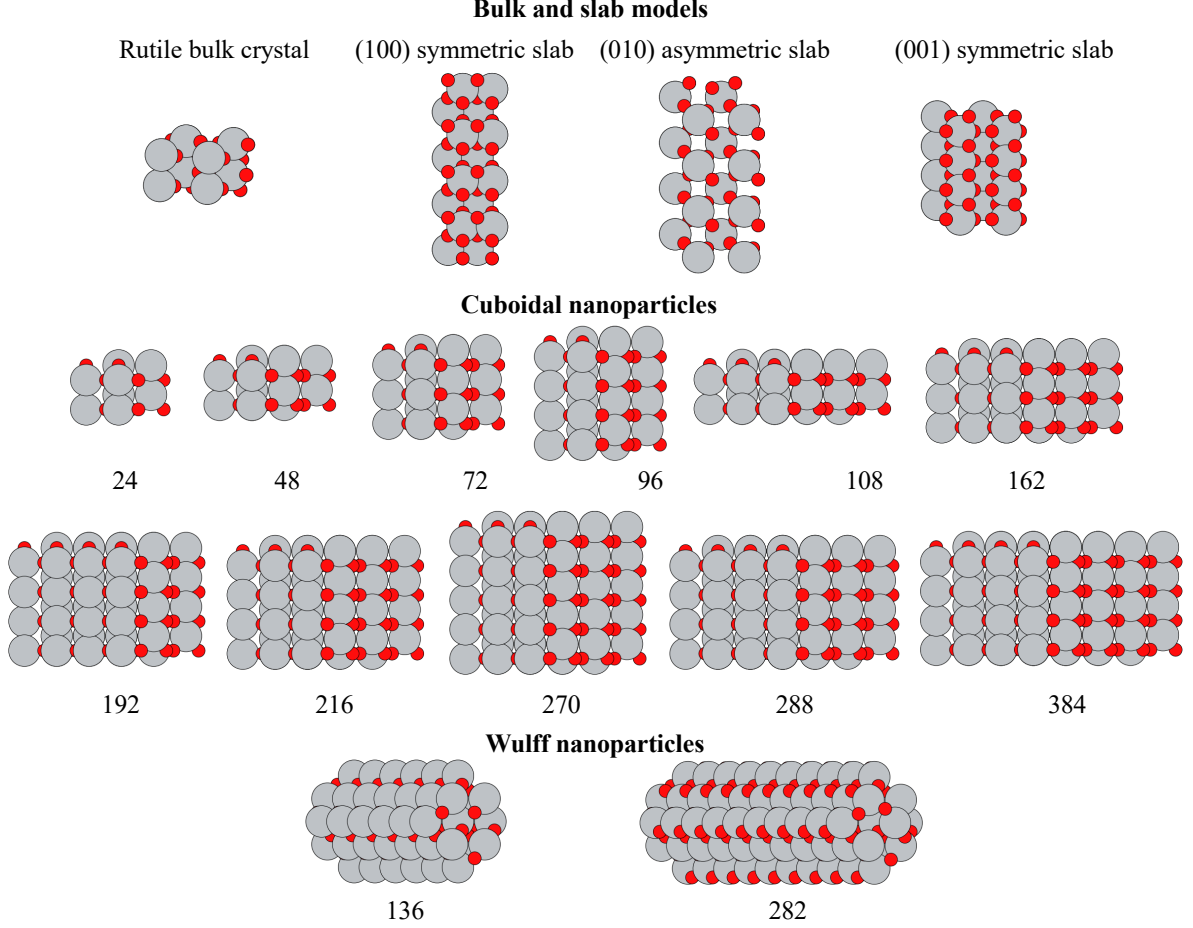 Bulk and slab models
Rutile bulk crystal (100) symmetric slab (010) asymmetric slab (001) symmetric slab
Cuboidal nanoparticles
24 48 72 96 108 162
192 216 270 288 384
Wulff nanoparticles
136 282